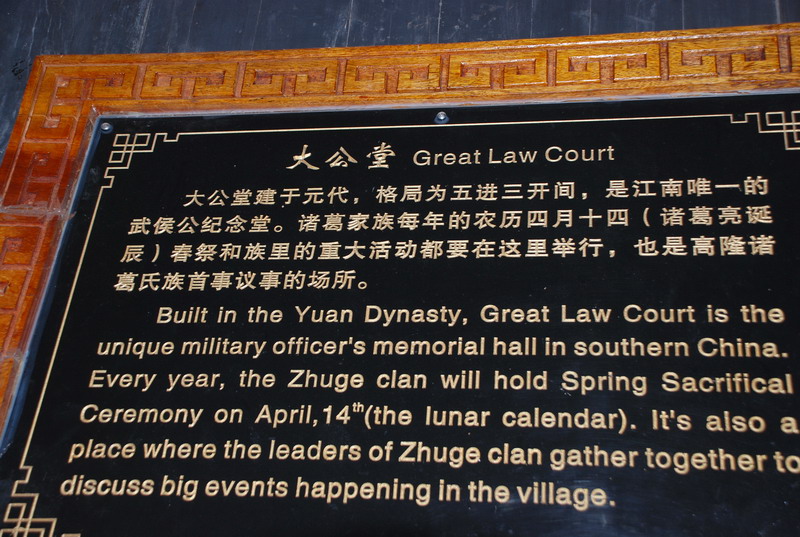 大公堂 Great Law Court
大公堂建于元代，格局为五进三开间，是江南唯一的
武侯公纪念堂。诸葛家族每年的农历四月十四（诸葛亮诞
辰）春祭和族里的重大活动都要在这里举行，也是高隆诸
葛氏族首事议事的场所。
Built in the Yuan Dynasty, Great Law Court is the
unique military officer's memorial hall in southern China.
Every year, the Zhuge clan will hold Spring Sacrifical
Ceremony on April,14th(the lunar calendar). It's also a
place where the leaders of Zhuge clan gather together to
discuss big events happening in the village.